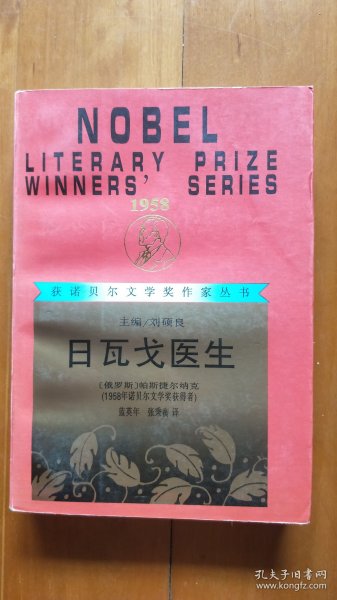 NOBEL
LITERARY PRIZE
WINNERS' SERIES
1958
获诺贝尔文学奖作家丛书
主编/刘硕良
日瓦戈医生
〔俄罗斯〕帕斯捷尔纳克
(1958年诺贝尔文学奖获得者)
蓝英年 张秉衡 译
孔夫子旧书网
www.kongfz.com